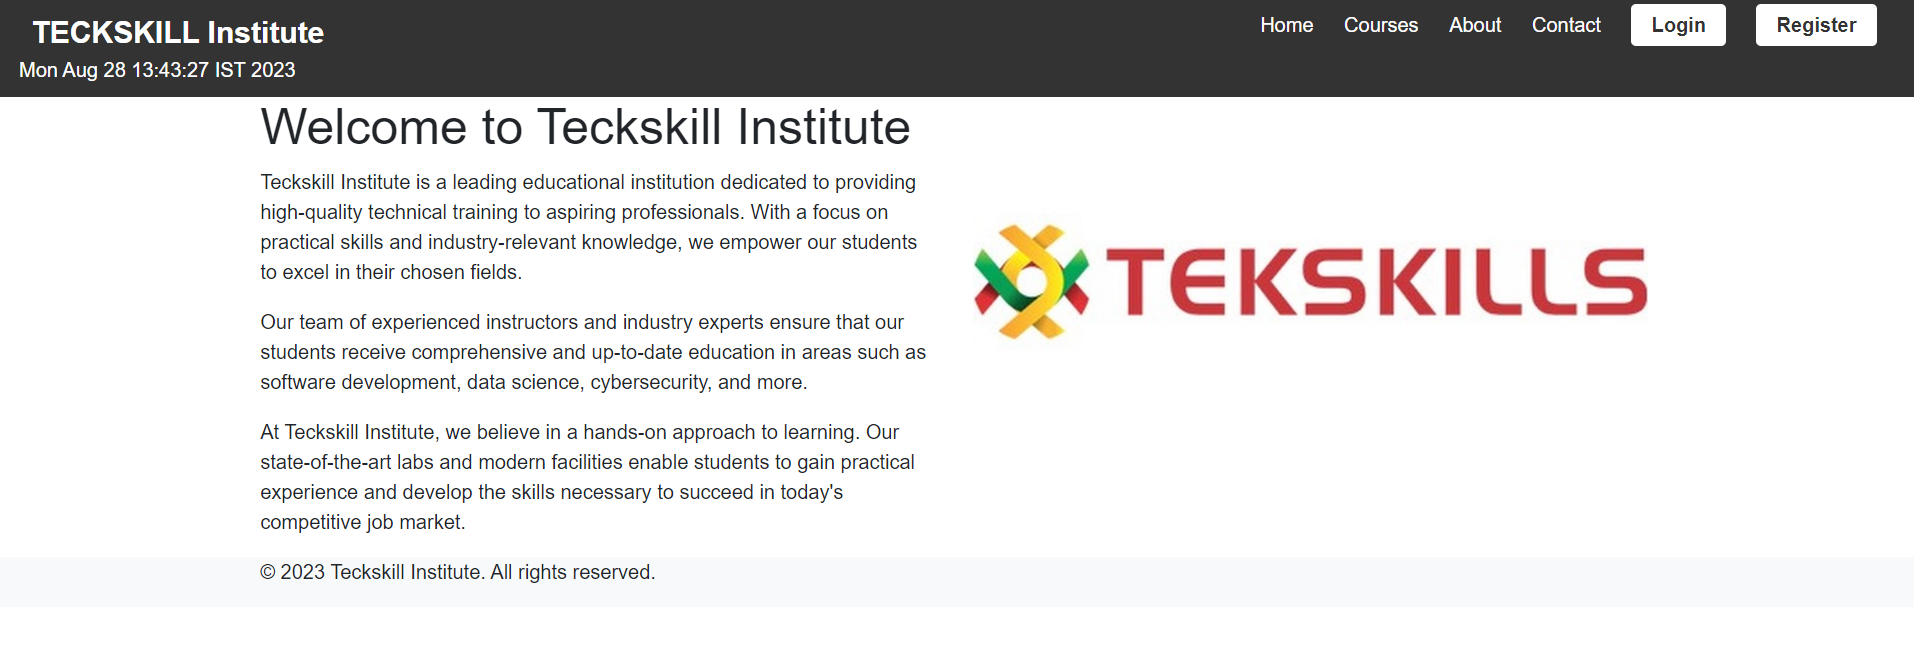 TECKSKILL Institute
Mon Aug 28 13:43:27 IST 2023
Home Courses About Contact Login Register
Welcome to Teckskill Institute
Teckskill Institute is a leading educational institution dedicated to providing
high-quality technical training to aspiring professionals. With a focus on
practical skills and industry-relevant knowledge, we empower our students
to excel in their chosen fields.
Our team of experienced instructors and industry experts ensure that our
students receive comprehensive and up-to-date education in areas such as
software development, data science, cybersecurity, and more.
At Teckskill Institute, we believe in a hands-on approach to learning. Our
state-of-the-art labs and modern facilities enable students to gain practical
experience and develop the skills necessary to succeed in today's
competitive job market.
TEKSKILLS
© 2023 Teckskill Institute. All rights reserved.